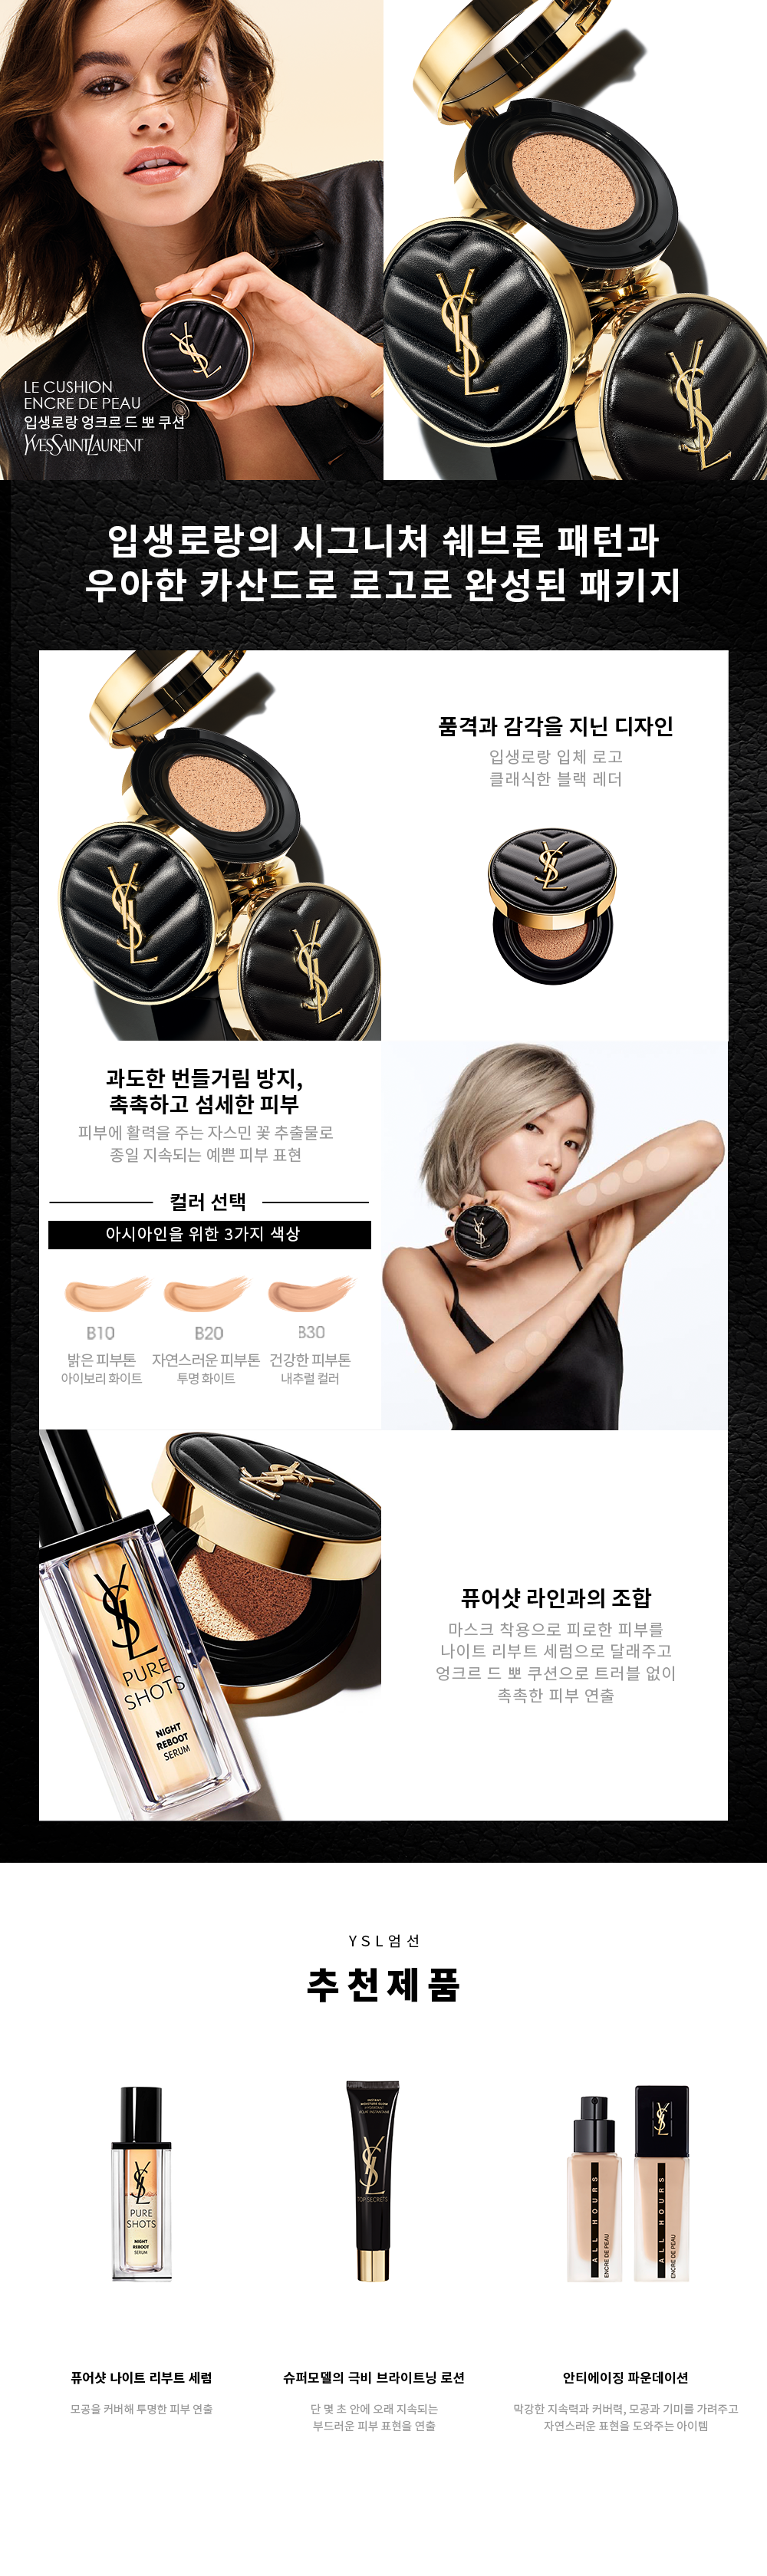 LE CUSHION
ENCRE DE PEAU
입생로랑 엉크르 드 뽀 쿠션
YVESSAINTLAURENT
YSL
YSL
YSL
입생로랑의 시그니처 쉐브론 패턴과
우아한 카산드로 로고로 완성된 패키지
YSL
YSL
품격과 감각을 지닌 디자인
입생로랑 입체 로고
클래식한 블랙 레더
YSL
과도한 번들거림 방지,
촉촉하고 섬세한 피부
피부에 활력을 주는 자스민 꽃 추출물로
종일 지속되는 예쁜 피부 표현
컬러 선택
아시아인을 위한 3가지 색상
B10 B20 B30
밝은 피부톤 자연스러운 피부톤 건강한 피부톤
아이보리 화이트 투명 화이트 내추럴 컬러
YSL
YSL
YSL
PURE
SHOTS
NIGHT
REBOOT
SERUM
퓨어샷 라인과의 조합
마스크 착용으로 피로한 피부를
나이트 리부트 세럼으로 달래주고
엉크르 드 뽀 쿠션으로 트러블 없이
촉촉한 피부 연출
YSL엄선
추천제품
YSL
PURE
SHOTS
NIGHT
REBOOT
SERUM
YSL
TOP SECRETS
YSL
ALL HOURS
ENCRE DE PEAU
ALL HOURS
ENCRE DE PEAU
퓨어샷 나이트 리부트 세럼
모공을 커버해 투명한 피부 연출
슈퍼모델의 극비 브라이트닝 로션
단 몇 초 안에 오래 지속되는
부드러운 피부 표현을 연출
안티에이징 파운데이션
막강한 지속력과 커버력, 모공과 기미를 가려주고
자연스러운 표현을 도와주는 아이템